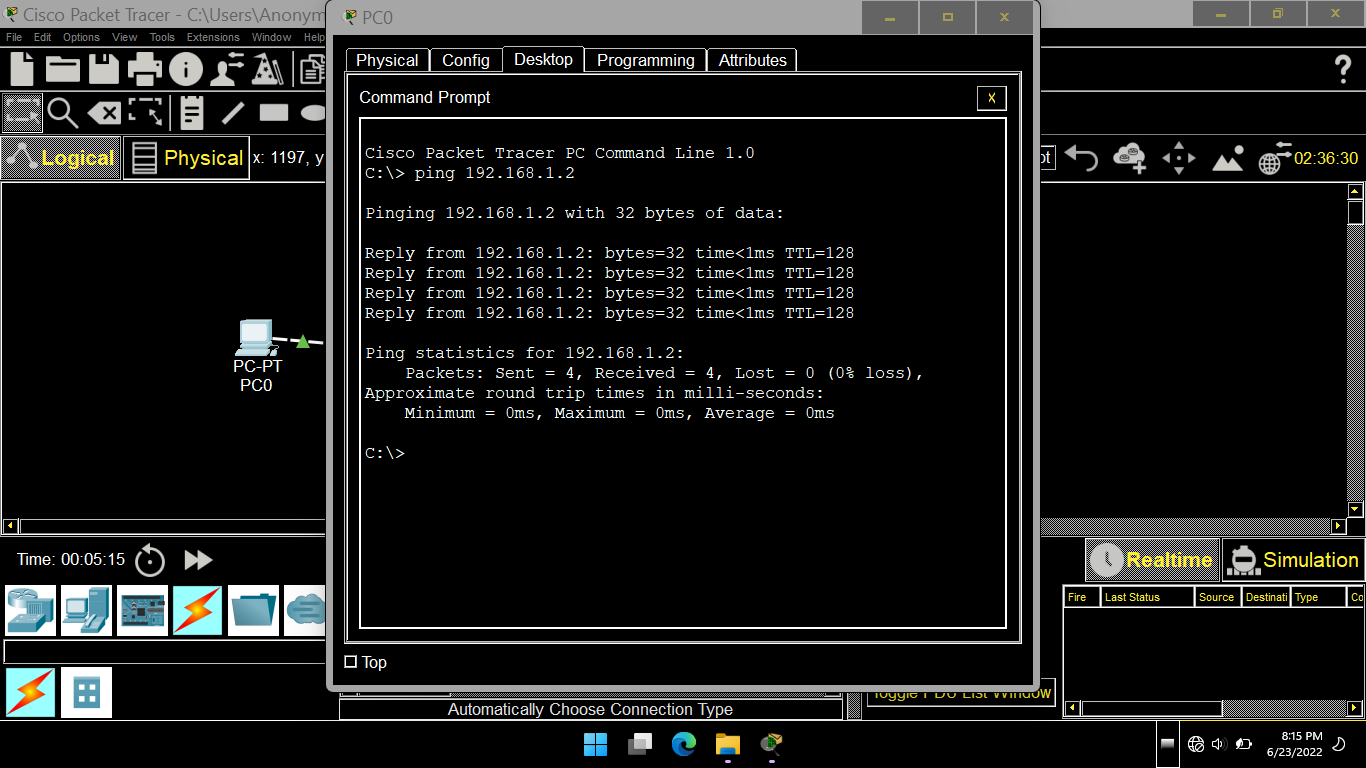 Cisco Packet Tracer - C:\Users\Anonym
File Edit Options View Tools Extensions Window Help
Logical
Physical
x: 1197, y
02:36:30
PC-PT
PC0
Time: 00:05:15
PC0
Physical
Config
Desktop
Programming
Attributes
Command Prompt
X
Cisco Packet Tracer PC Command Line 1.0
C:\> ping 192.168.1.2
Pinging 192.168.1.2 with 32 bytes of data:
Reply from 192.168.1.2: bytes=32 time<1ms TTL=128
Reply from 192.168.1.2: bytes=32 time<1ms TTL=128
Reply from 192.168.1.2: bytes=32 time<1ms TTL=128
Reply from 192.168.1.2: bytes=32 time<1ms TTL=128
Ping statistics for 192.168.1.2:
Packets: Sent = 4, Received = 4, Lost = 0 (0% loss),
Approximate round trip times in milli-seconds:
Minimum = 0ms, Maximum = 0ms, Average = 0ms
C:\>
Top
Realtime
Simulation
Fire Last Status Source Destinati Type Co
Toggle PDU List Window
Automatically Choose Connection Type
8:15 PM
6/23/2022